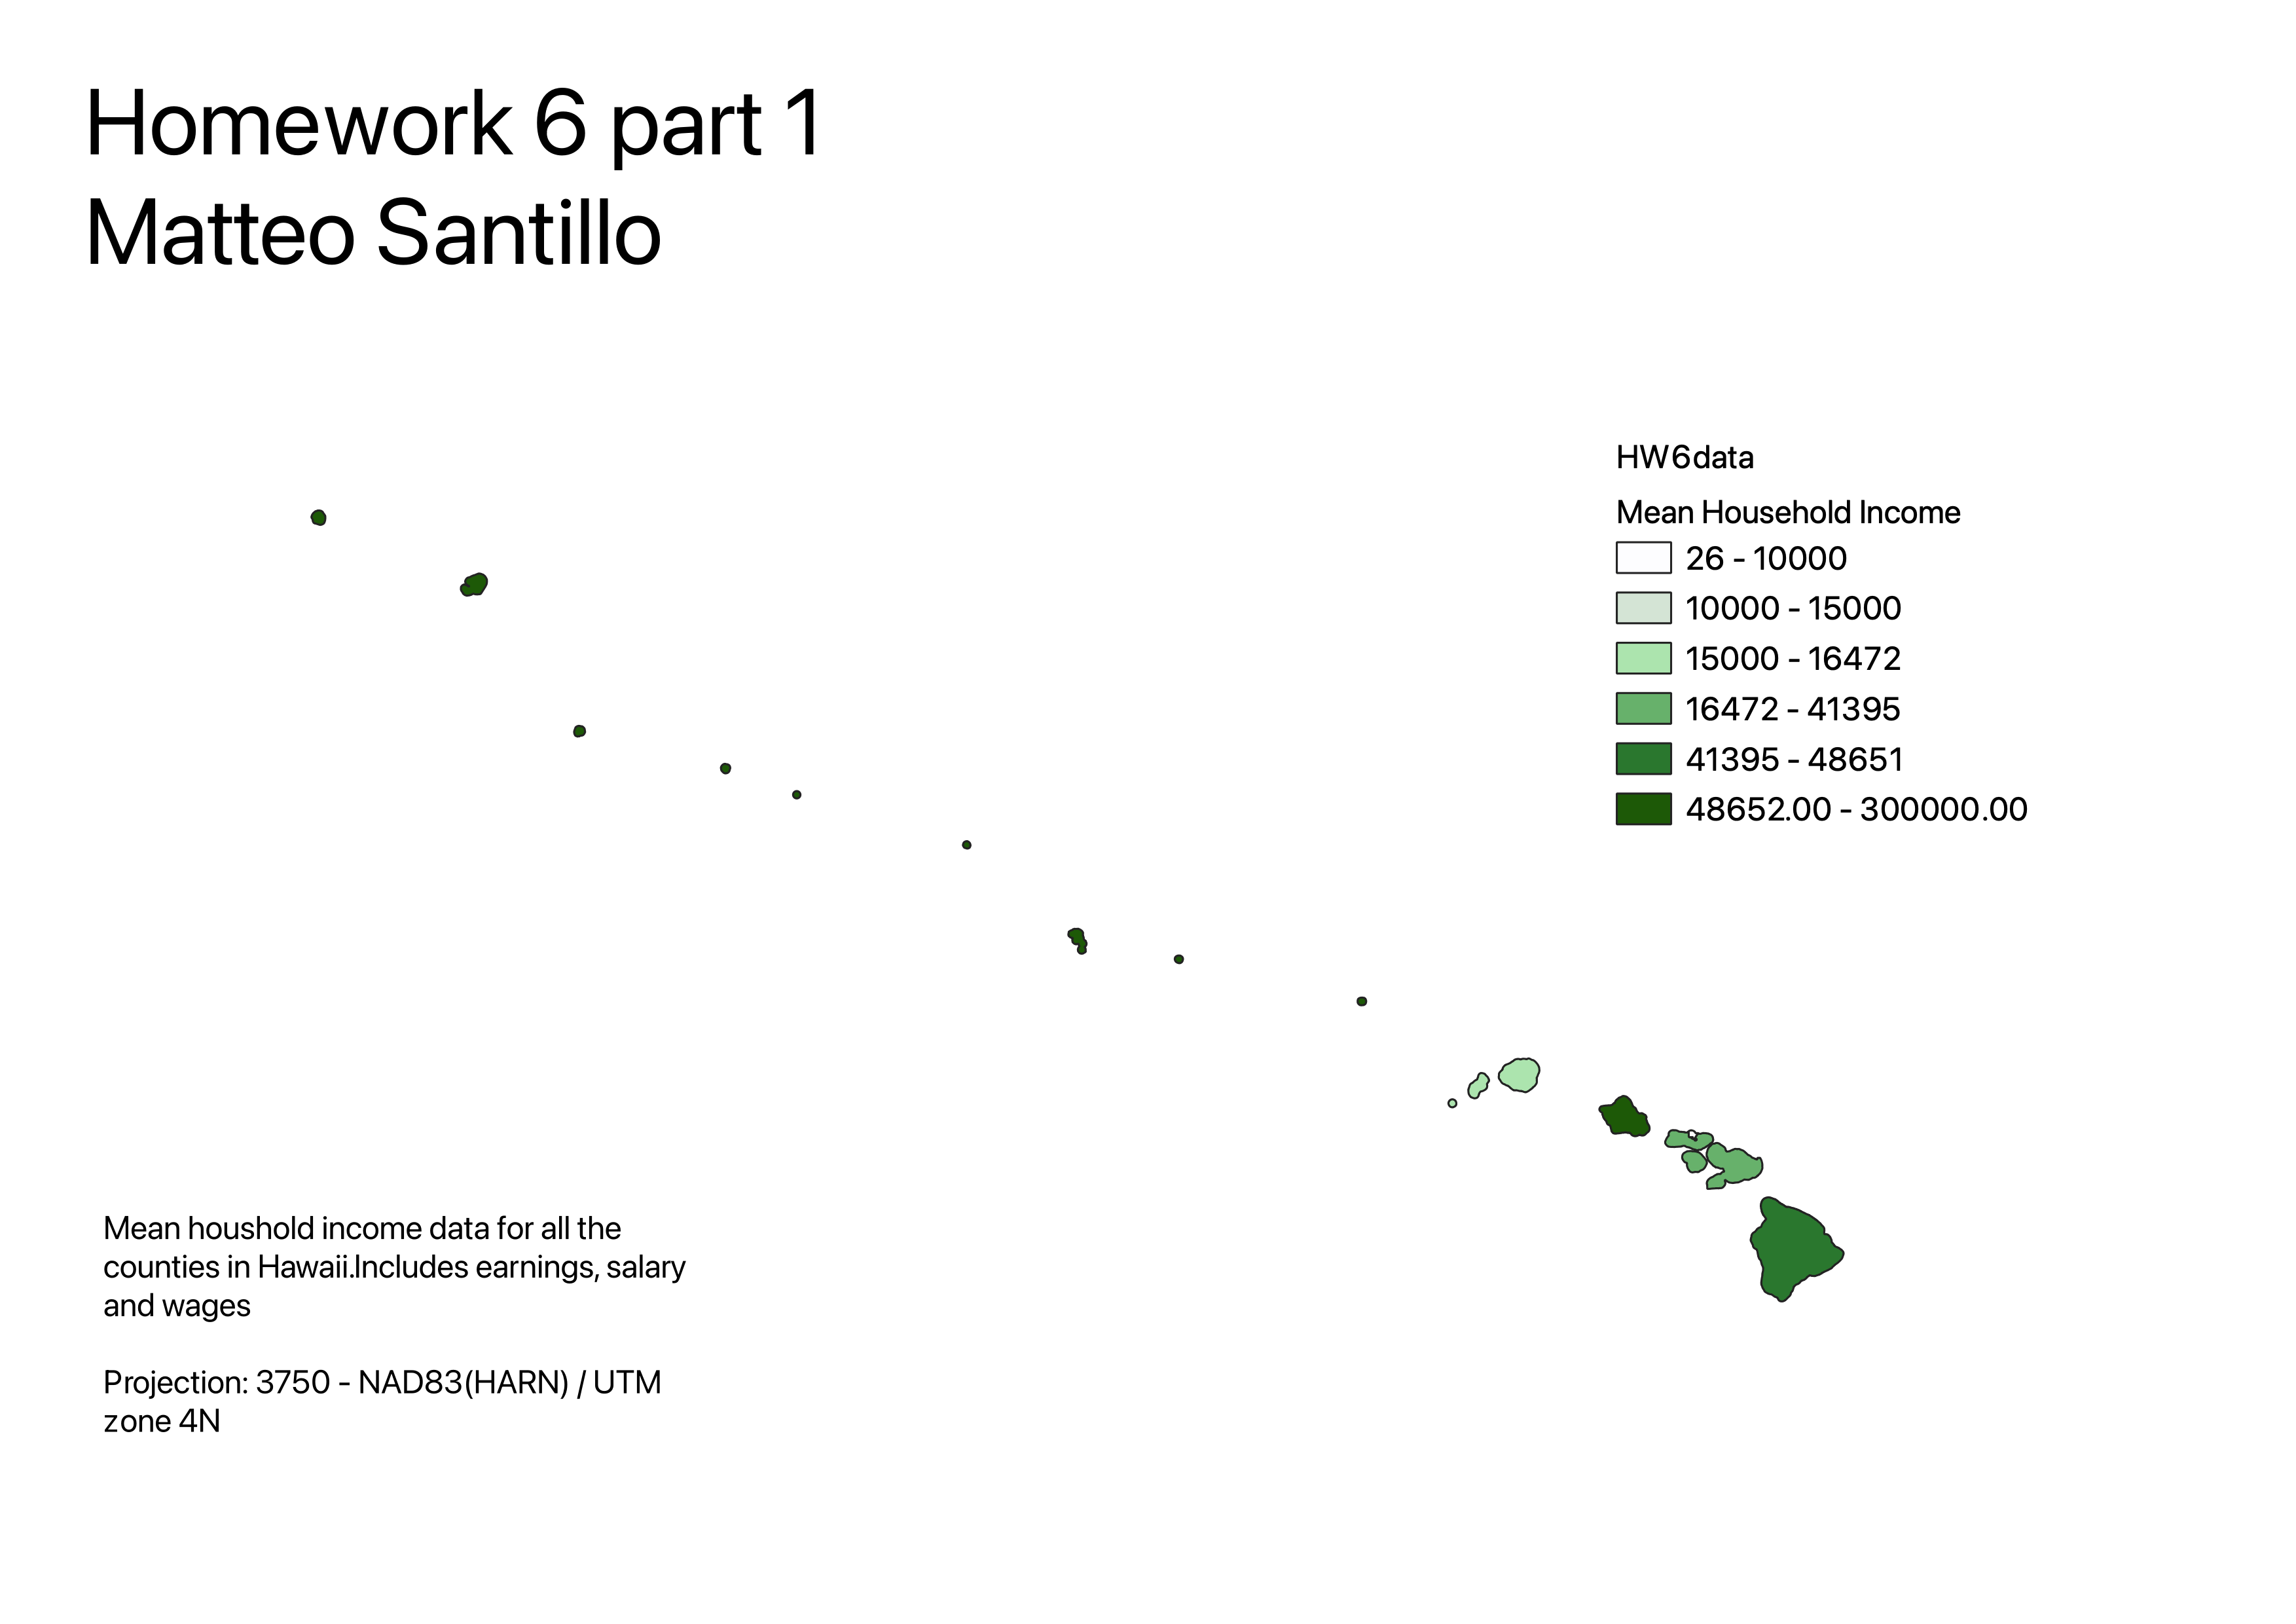 Homework 6 part 1
Matteo Santillo
HW6data
Mean Household Income
26 - 10000
10000 - 15000
15000 - 16472
16472 - 41395
41395 - 48651
48652.00 - 300000.00
Mean houshold income data for all the
counties in Hawaii.Includes earnings, salary
and wages
Projection: 3750 - NAD83(HARN) / UTM
zone 4N